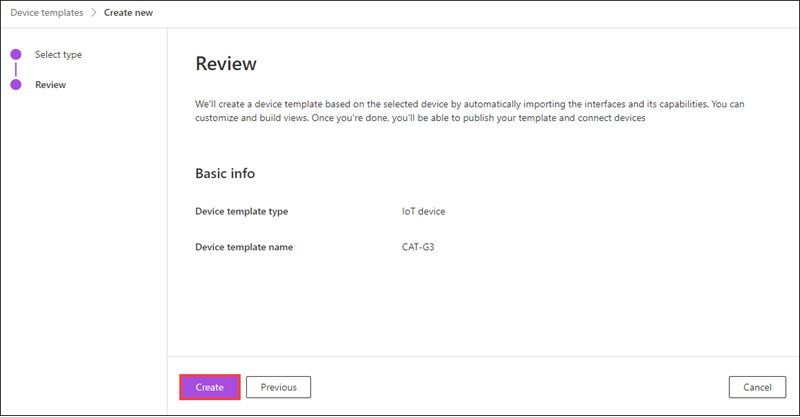 Device templates > Create new
Select type
Review
Review
We'll create a device template based on the selected device by automatically importing the interfaces and its capabilities. You can
customize and build views. Once you're done, you'll be able to publish your template and connect devices
Basic info
Device template type IoT device
Device template name CAT-G3
Create Previous Cancel